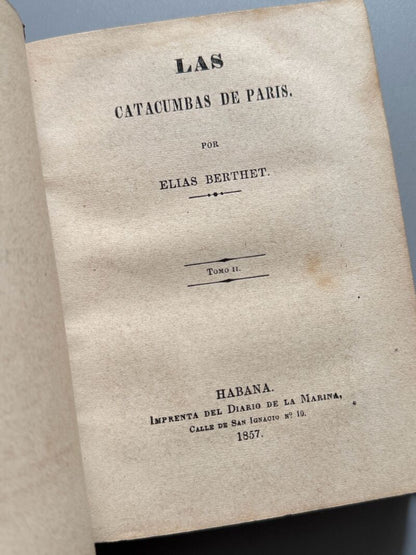 LAS
CATACUMBAS DE PARIS.
POR
ELIAS BERTHET.
TOMO II.
HABANA.
IMPRENTA DEL DIARIO DE LA MARINA,
CALLE DE SAN IGNACIO Nº 19.
1857.